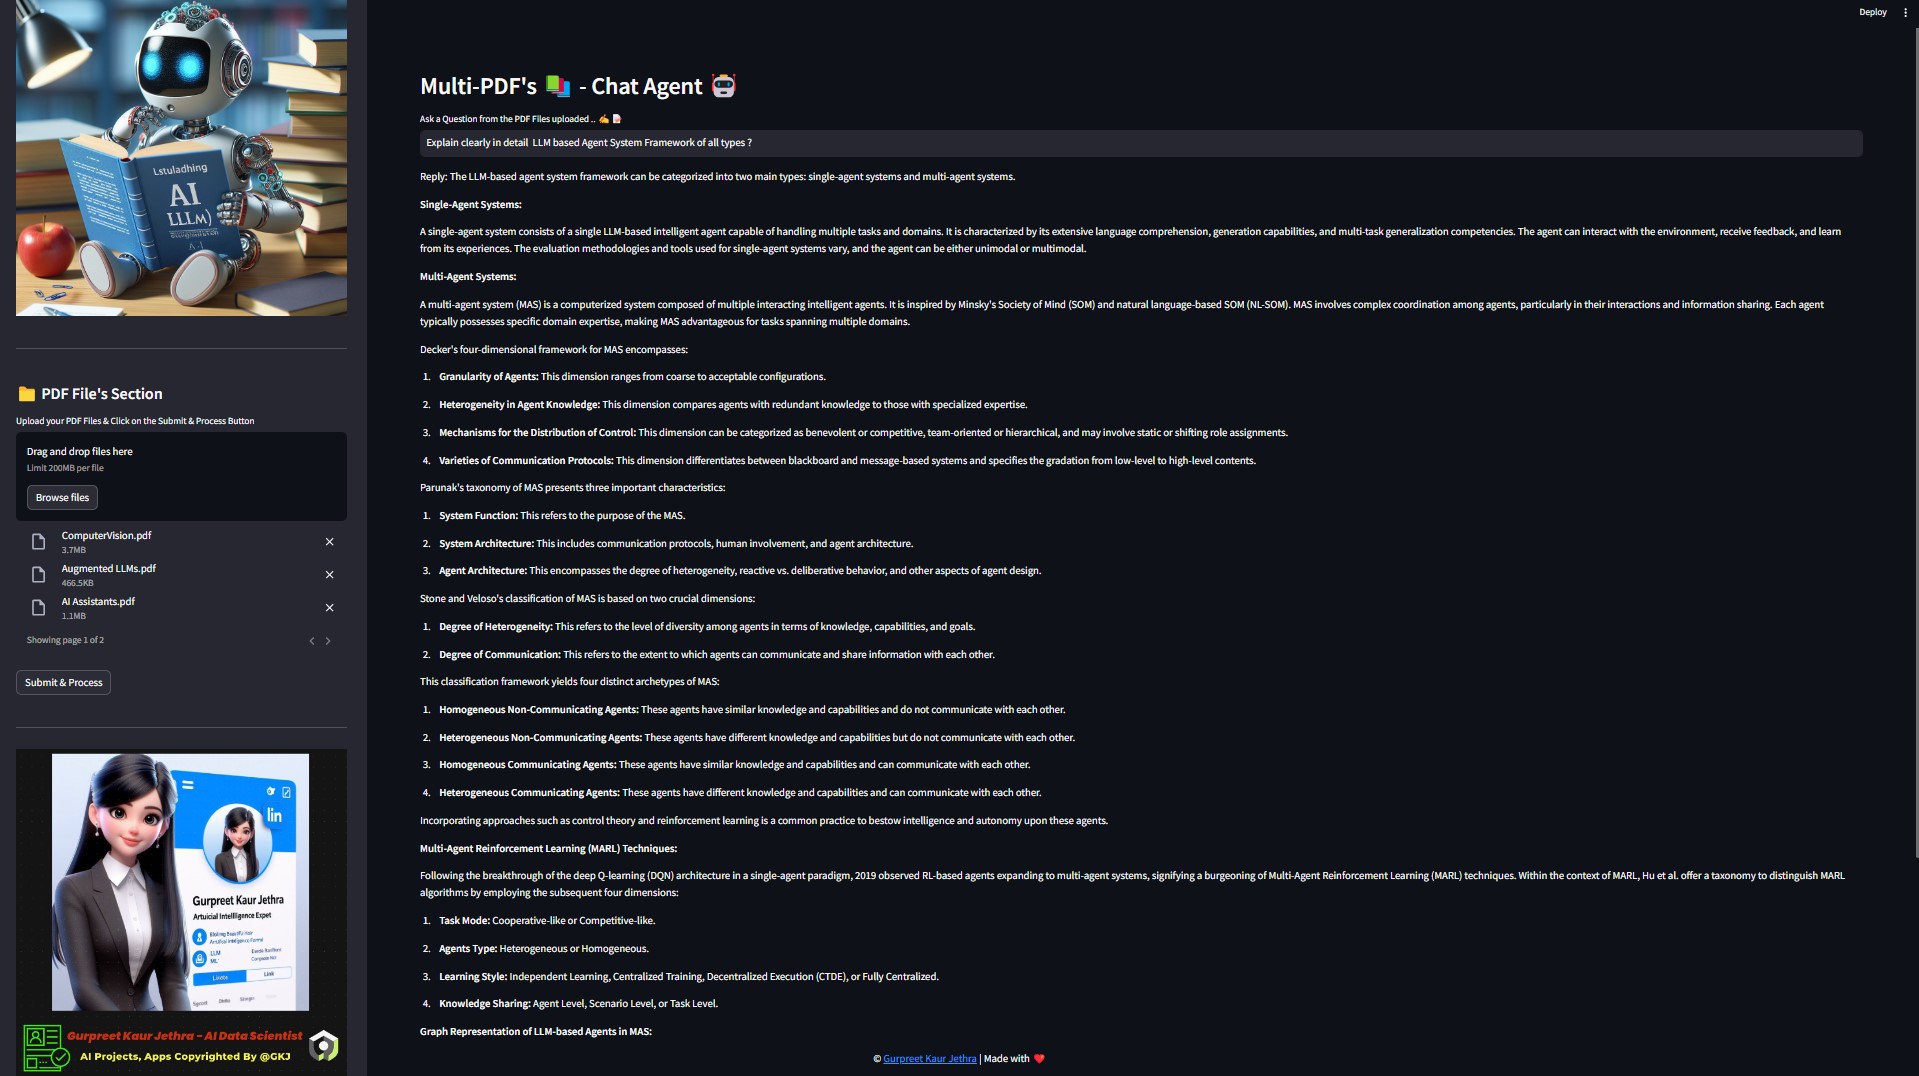 Deploy
Lstuladhing
AI
LLLM)
A-1
PDF File's Section
Upload your PDF Files & Click on the Submit & Process Button
Drag and drop files here
Limit 200MB per file
Browse files
ComputerVision.pdf
3.7MB
Augmented LLMs.pdf
466.5KB
AI Assistants.pdf
1.1MB
Showing page 1 of 2
Submit & Process
lin
Gurpreet Kaur Jethra
Artuicial Intelllligence Expet
LLM
ML
Link
Gurpreet Kaur Jethra - AI Data Scientist
AI Projects, Apps Copyrighted By @GKJ
Multi-PDF's 📚 - Chat Agent 🤖
Ask a Question from the PDF Files uploaded .. ✍️ 📝
Explain clearly in detail LLM based Agent System Framework of all types ?
Reply: The LLM-based agent system framework can be categorized into two main types: single-agent systems and multi-agent systems.
Single-Agent Systems:
A single-agent system consists of a single LLM-based intelligent agent capable of handling multiple tasks and domains. It is characterized by its extensive language comprehension, generation capabilities, and multi-task generalization competencies. The agent can interact with the environment, receive feedback, and learn
from its experiences. The evaluation methodologies and tools used for single-agent systems vary, and the agent can be either unimodal or multimodal.
Multi-Agent Systems:
A multi-agent system (MAS) is a computerized system composed of multiple interacting intelligent agents. It is inspired by Minsky's Society of Mind (SOM) and natural language-based SOM (NL-SOM). MAS involves complex coordination among agents, particularly in their interactions and information sharing. Each agent
typically possesses specific domain expertise, making MAS advantageous for tasks spanning multiple domains.
Decker's four-dimensional framework for MAS encompasses:
1. Granularity of Agents: This dimension ranges from coarse to acceptable configurations.
2. Heterogeneity in Agent Knowledge: This dimension compares agents with redundant knowledge to those with specialized expertise.
3. Mechanisms for the Distribution of Control: This dimension can be categorized as benevolent or competitive, team-oriented or hierarchical, and may involve static or shifting role assignments.
4. Varieties of Communication Protocols: This dimension differentiates between blackboard and message-based systems and specifies the gradation from low-level to high-level contents.
Parunak's taxonomy of MAS presents three important characteristics:
1. System Function: This refers to the purpose of the MAS.
2. System Architecture: This includes communication protocols, human involvement, and agent architecture.
3. Agent Architecture: This encompasses the degree of heterogeneity, reactive vs. deliberative behavior, and other aspects of agent design.
Stone and Veloso's classification of MAS is based on two crucial dimensions:
1. Degree of Heterogeneity: This refers to the level of diversity among agents in terms of knowledge, capabilities, and goals.
2. Degree of Communication: This refers to the extent to which agents can communicate and share information with each other.
This classification framework yields four distinct archetypes of MAS:
1. Homogeneous Non-Communicating Agents: These agents have similar knowledge and capabilities and do not communicate with each other.
2. Heterogeneous Non-Communicating Agents: These agents have different knowledge and capabilities but do not communicate with each other.
3. Homogeneous Communicating Agents: These agents have similar knowledge and capabilities and can communicate with each other.
4. Heterogeneous Communicating Agents: These agents have different knowledge and capabilities and can communicate with each other.
Incorporating approaches such as control theory and reinforcement learning is a common practice to bestow intelligence and autonomy upon these agents.
Multi-Agent Reinforcement Learning (MARL) Techniques:
Following the breakthrough of the deep Q-learning (DQN) architecture in a single-agent paradigm, 2019 observed RL-based agents expanding to multi-agent systems, signifying a burgeoning of Multi-Agent Reinforcement Learning (MARL) techniques. Within the context of MARL, Hu et al. offer a taxonomy to distinguish MARL
algorithms by employing the subsequent four dimensions:
1. Task Mode: Cooperative-like or Competitive-like.
2. Agents Type: Heterogeneous or Homogeneous.
3. Learning Style: Independent Learning, Centralized Training, Decentralized Execution (CTDE), or Fully Centralized.
4. Knowledge Sharing: Agent Level, Scenario Level, or Task Level.
Graph Representation of LLM-based Agents in MAS:
© Gurpreet Kaur Jethra | Made with ❤️